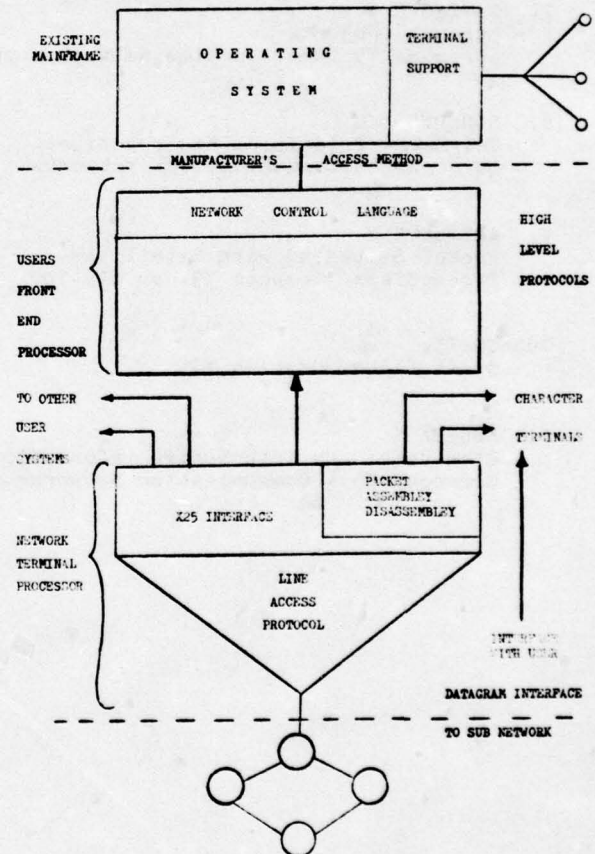 EXISTING
MAINFRAME
OPERATING
SYSTEM
TERMINAL
SUPPORT
MANUFACTURER'S ACCESS METHOD
NETWORK CONTROL LANGUAGE
HIGH
LEVEL
PROTOCOLS
USERS
FRONT
END
PROCESSOR
TO OTHER
USER
SYSTEMS
CHARACTER
TERMINALS
X25 INTERFACE
PACKET
ASSEMBLEY
DISASSEMBLEY
NETWORK
TERMINAL
PROCESSOR
LINE
ACCESS
PROTOCOL
INTERFACE
WITH USER
DATAGRAM INTERFACE
TO SUB NETWORK